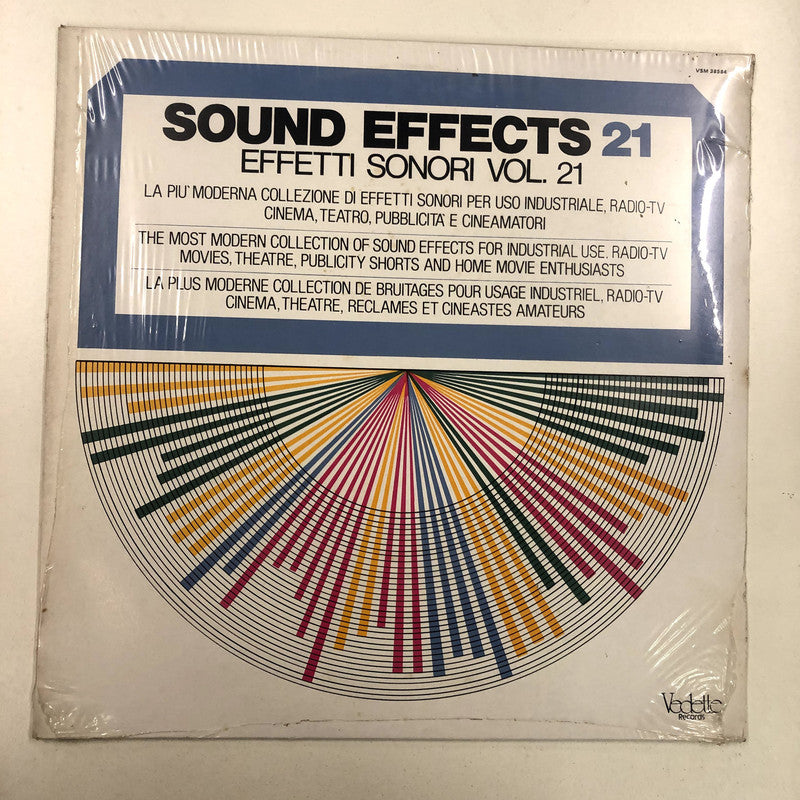 VSM 38584
SOUND EFFECTS 21
EFFETTI SONORI VOL. 21
LA PIU' MODERNA COLLEZIONE DI EFFETTI SONORI PER USO INDUSTRIALE, RADIO-TV
CINEMA, TEATRO, PUBBLICITA' E CINEAMATORI
THE MOST MODERN COLLECTION OF SOUND EFFECTS FOR INDUSTRIAL USE, RADIO-TV
MOVIES, THEATRE, PUBLICITY SHORTS AND HOME MOVIE ENTHUSIASTS
LA PLUS MODERNE COLLECTION DE BRUITAGES POUR USAGE INDUSTRIEL, RADIO-TV
CINEMA, THEATRE, RECLAMES ET CINEASTES AMATEURS
Vedette
Records